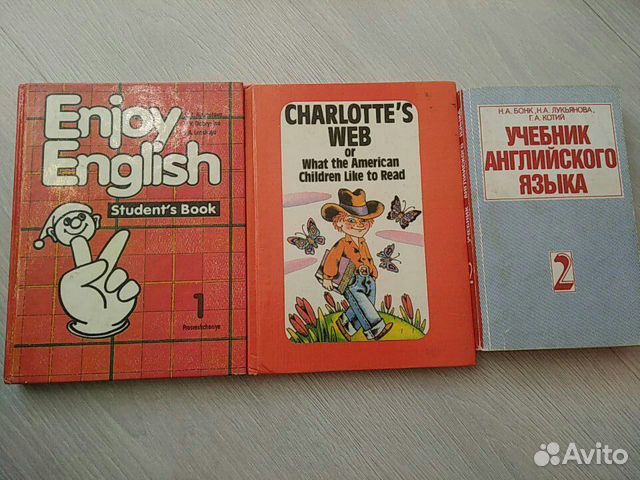 Enjoy
English
Student's Book
1
Prosveshcheniye
CHARLOTTE'S
WEB
or
What the American
Children Like to Read
Н.А. БОНК, Н.А. ЛУКЬЯНОВА,
Г.А. КОТИЙ
УЧЕБНИК
АНГЛИЙСКОГО
ЯЗЫКА
2
Avito